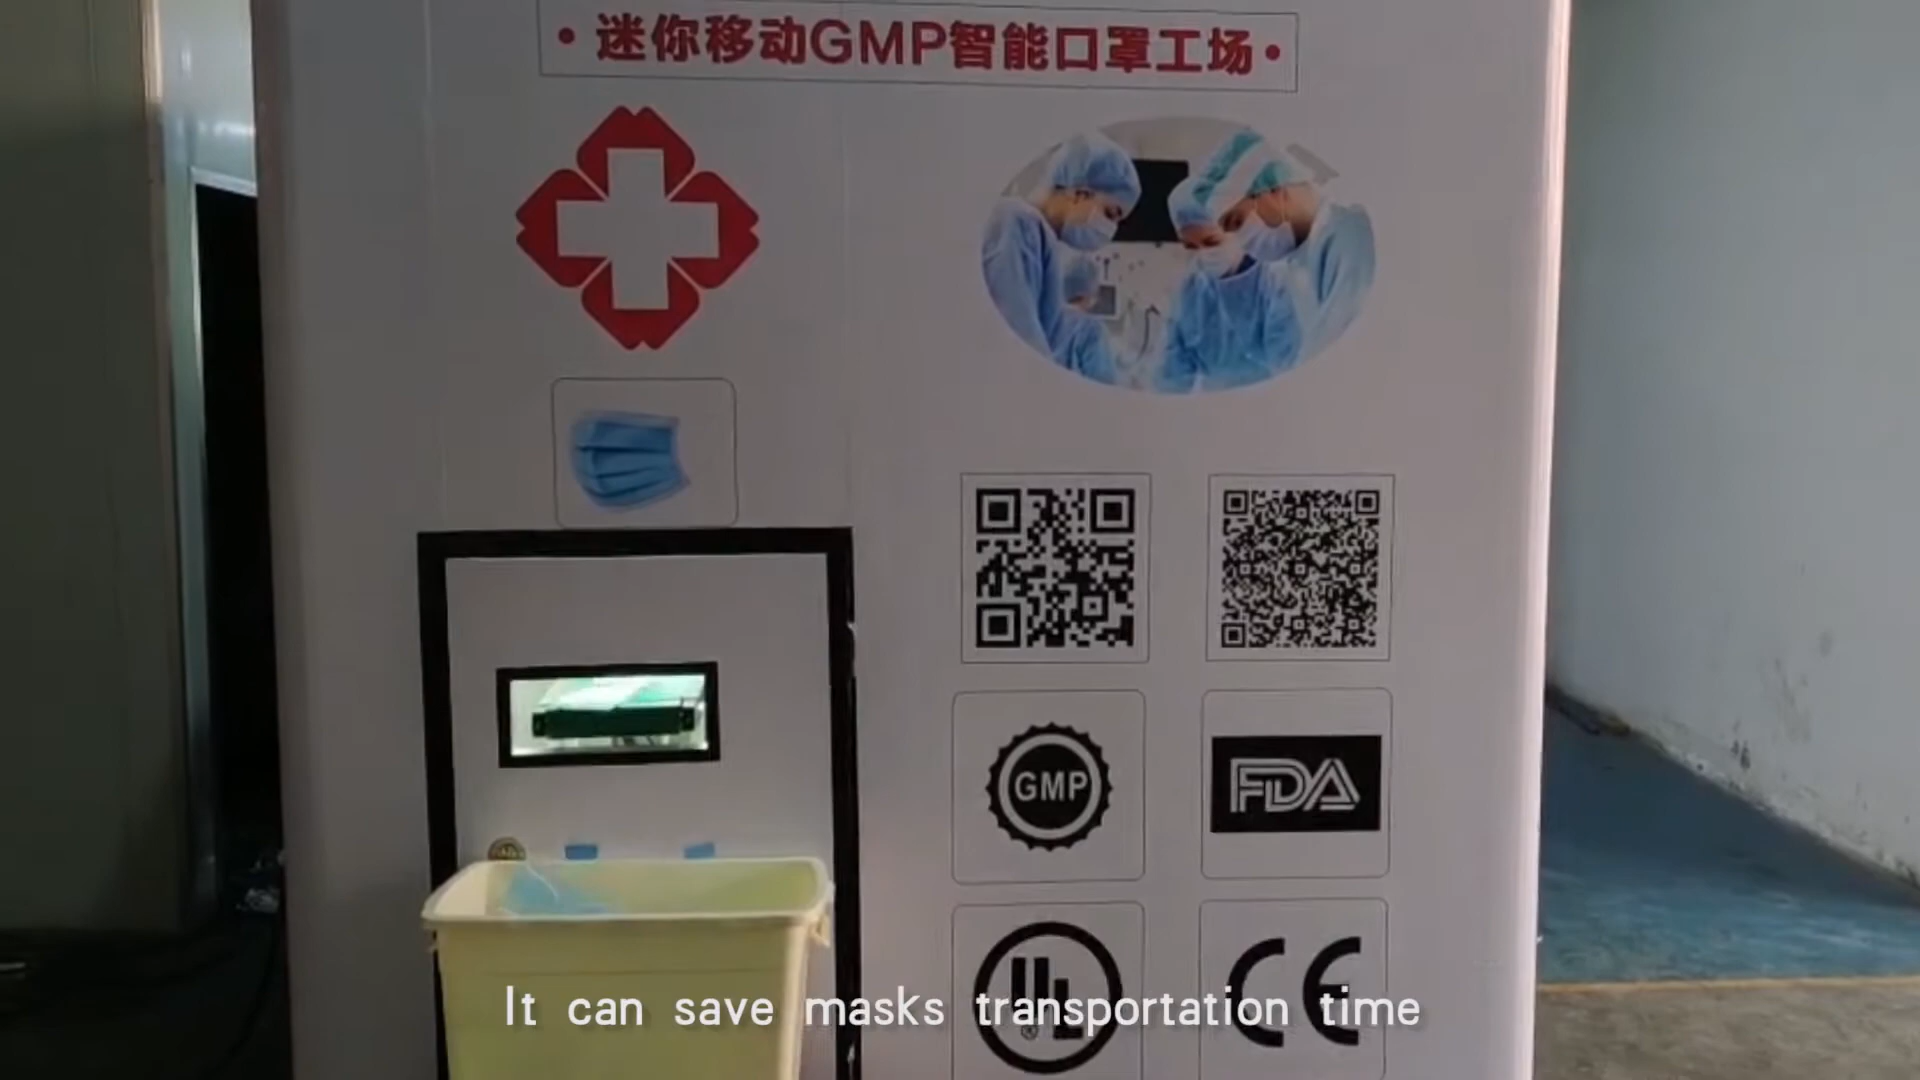 • 迷你移动GMP智能口罩工场 •
GMP
FDA
UL
®
CE
It can save masks transportation time